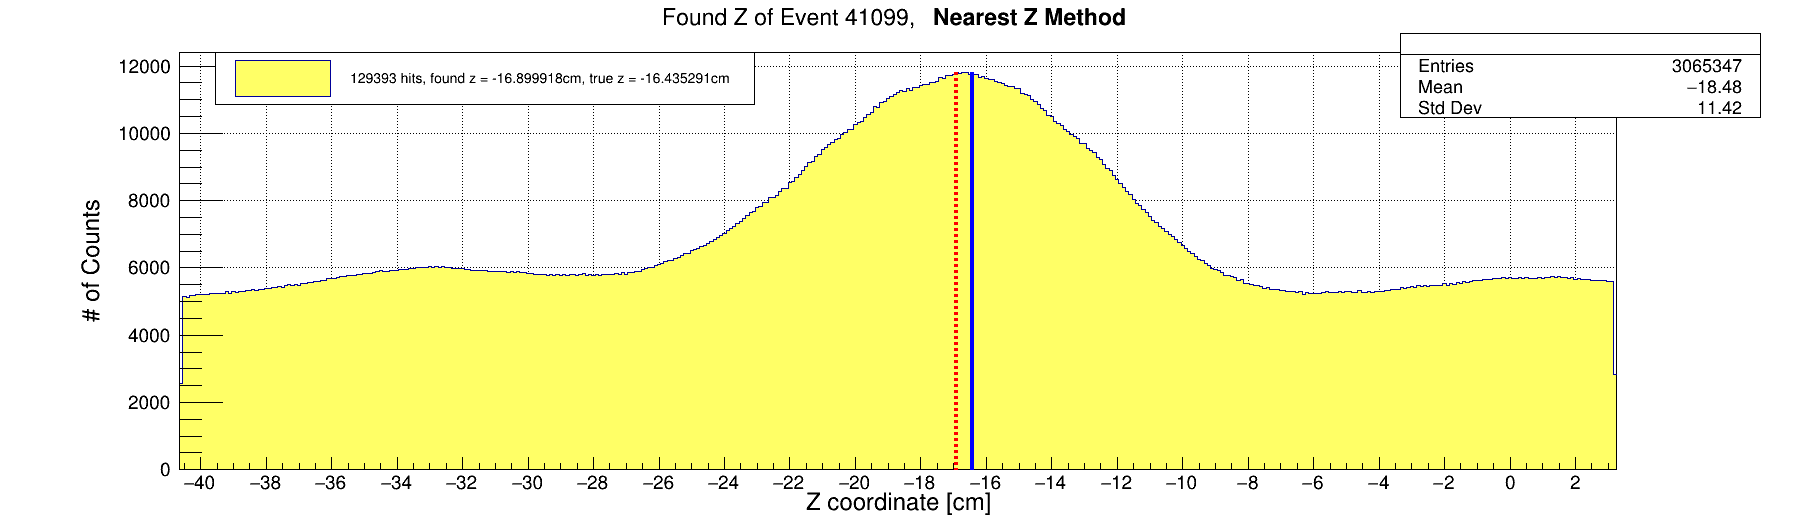 Found Z of Event 41099, Nearest Z Method
129393 hits, found z = -16.899918cm, true z = -16.435291cm
Entries 3065347
Mean −18.48
Std Dev 11.42
# of Counts
12000
10000
8000
6000
4000
2000
0
−40 −38 −36 −34 −32 −30 −28 −26 −24 −22 −20 −18 −16 −14 −12 −10 −8 −6 −4 −2 0 2
Z coordinate [cm]